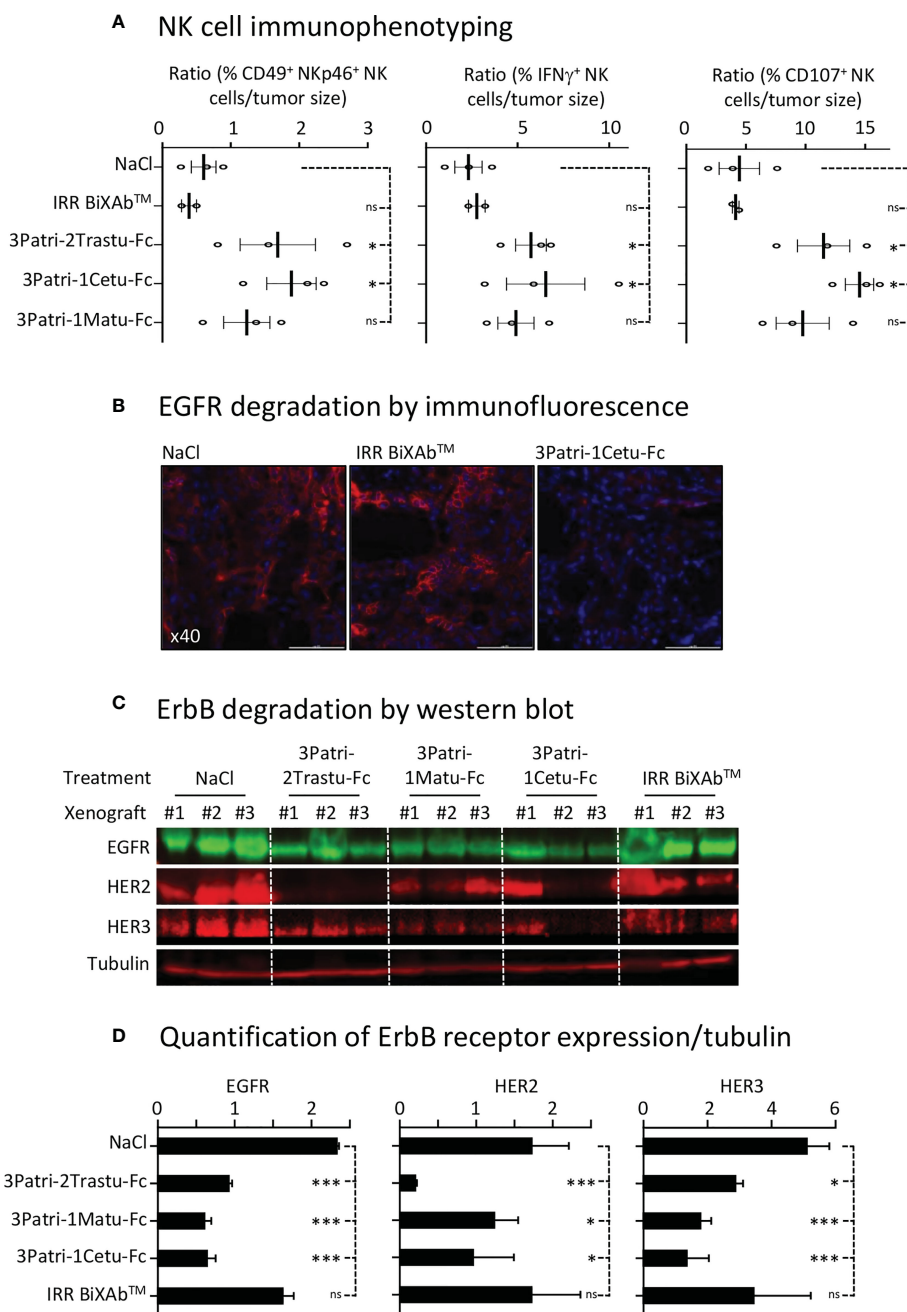 A NK cell immunophenotyping
Ratio (% CD49+ NKp46+ NK
cells/tumor size)
Ratio (% IFNγ+ NK
cells/tumor size)
Ratio (% CD107+ NK
cells/tumor size)
0 1 2 3
0 5 10
0 5 10 15
NaCl
IRR BiXAb™ ns ns ns
3Patri-2Trastu-Fc * * *
3Patri-1Cetu-Fc * * *
3Patri-1Matu-Fc ns ns ns
B EGFR degradation by immunofluorescence
NaCl IRR BiXAb™ 3Patri-1Cetu-Fc
x40
C ErbB degradation by western blot
Treatment NaCl
3Patri-
2Trastu-Fc
3Patri-
1Matu-Fc
3Patri-
1Cetu-Fc
IRR BiXAb™
Xenograft #1 #2 #3 #1 #2 #3 #1 #2 #3 #1 #2 #3 #1 #2 #3
EGFR
HER2
HER3
Tubulin
D Quantification of ErbB receptor expression/tubulin
EGFR HER2 HER3
0 1 2
0 1 2
0 2 4 6
NaCl
3Patri-2Trastu-Fc *** *** *
3Patri-1Matu-Fc *** * ***
3Patri-1Cetu-Fc *** * ***
IRR BiXAb™ ns ns ns